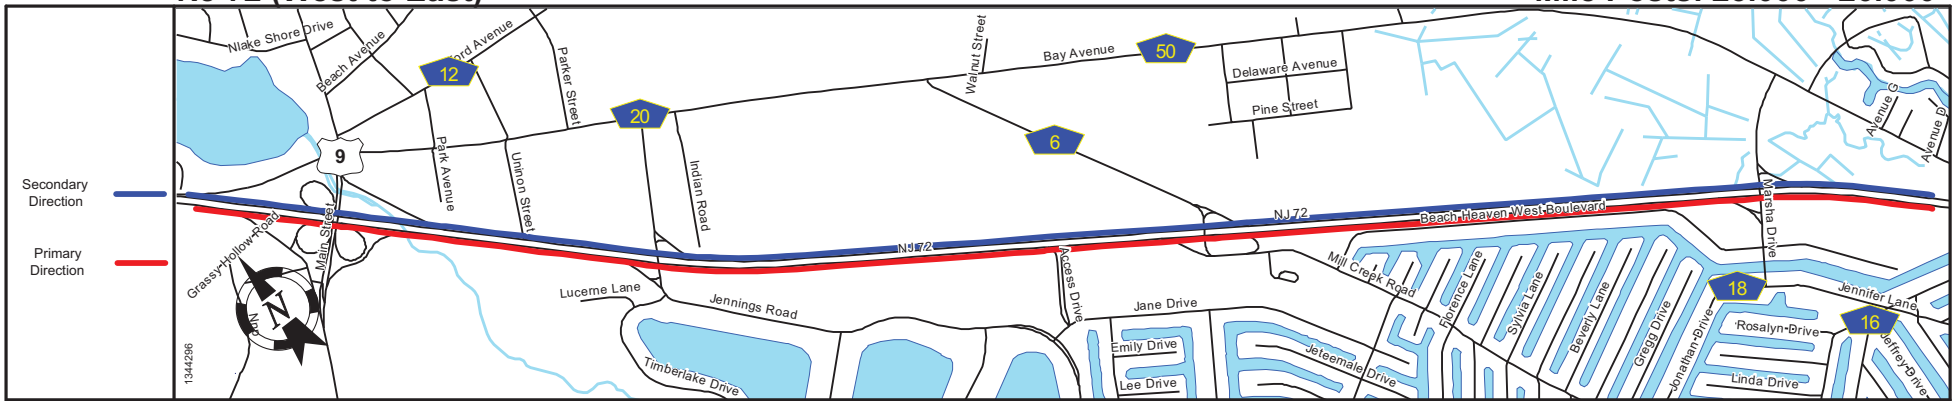 Secondary
Direction
Primary
Direction
Nlake Shore Drive
Beach Avenue
ford Avenue
12
Parker Street
20
9
Park Avenue
Uninon Street
Indian Road
Walnut Street
Bay Avenue
50
Delaware Avenue
Pine Street
6
Avenue G
Avenue D
Main Street
Grassy Hollow Road
N
1344296
NJ 72
NJ 72
Beach Heaven West Boulevard
Marsha Drive
Lucerne Lane
Jennings Road
Timberlake Drive
Access Drive
Jane Drive
Emily Drive
Lee Drive
Jeteemale Drive
Mill Creek Road
Florence Lane
Sylvia Lane
Beverly Lane
Gregg Drive
Jonathan Drive
18
Jennifer Lane
Rosalyn Drive
16
Jeffrey Drive
Linda Drive